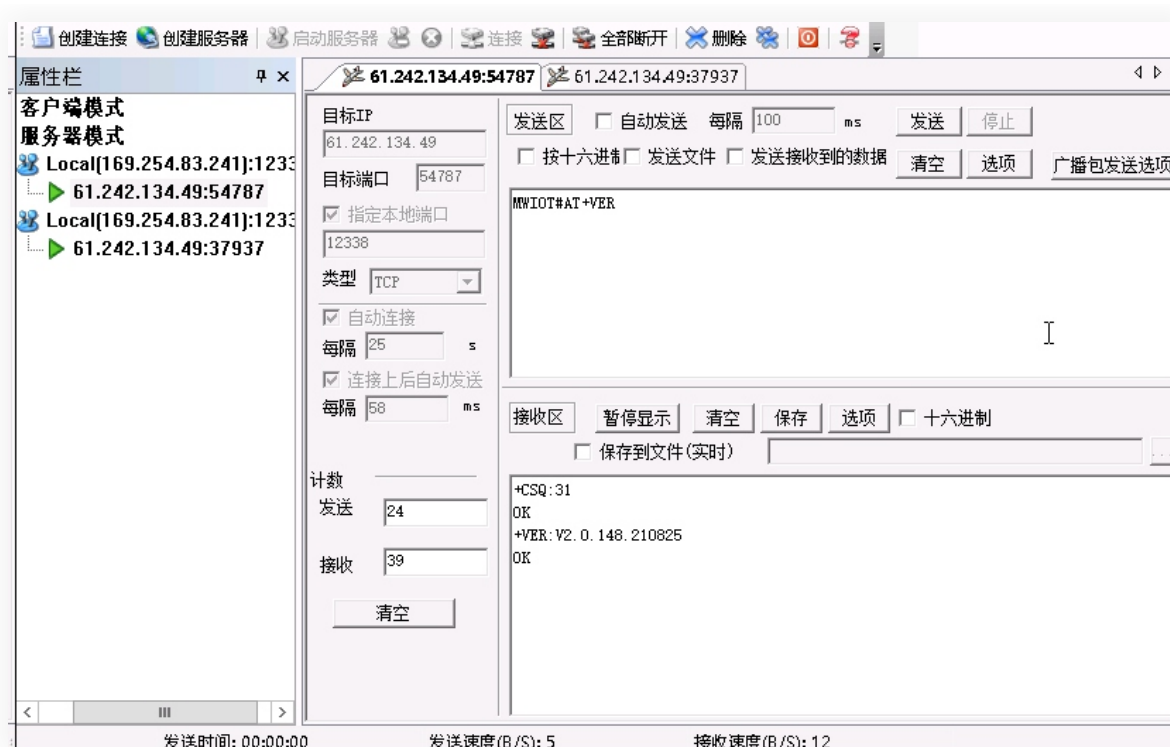 创建连接 创建服务器 启动服务器 连接 全部断开 删除
属性栏
61.242.134.49:54787 61.242.134.49:37937
客户端模式
服务器模式
Local(169.254.83.241):1233
61.242.134.49:54787
Local(169.254.83.241):1233
61.242.134.49:37937
目标IP
61.242.134.49
目标端口 54787
指定本地端口
12338
类型 TCP
自动连接
每隔 25 s
连接上后自动发送
每隔 58 ms
计数
发送 24
接收 39
清空
发送区 自动发送 每隔 100 ms 发送 停止
按十六进制 发送文件 发送接收到的数据 清空 选项 广播包发送选项
MWIOT#AT+VER
接收区 暂停显示 清空 保存 选项 十六进制
保存到文件(实时) ..
+CSQ:31
OK
+VER:V2.0.148.210825
OK
发送时间: 00:00:00 发送速度(B/S): 5 接收速度(B/S): 12